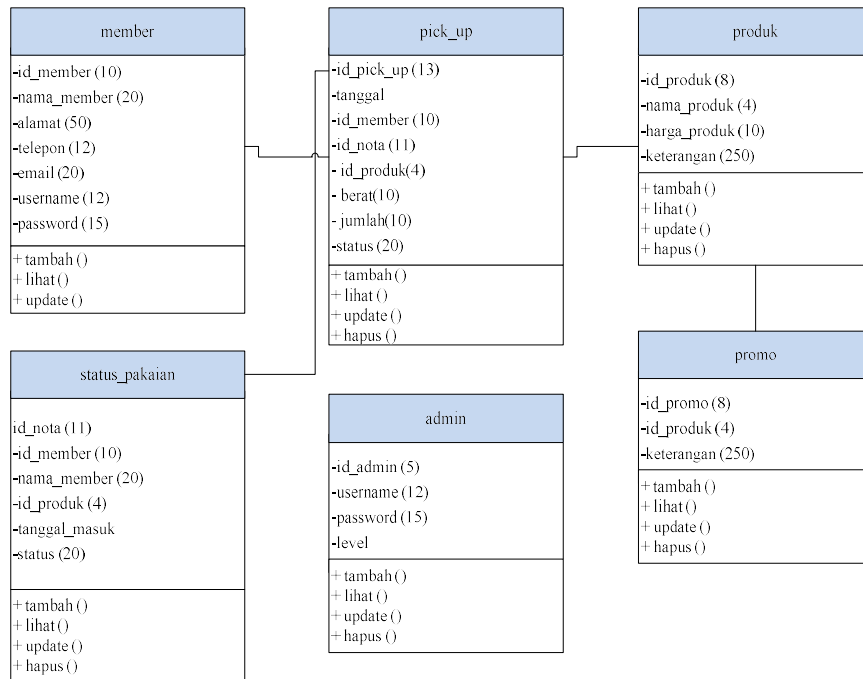 member
-id_member (10)
-nama_member (20)
-alamat (50)
-telepon (12)
-email (20)
-username (12)
-password (15)
+ tambah ()
+ lihat ()
+ update ()
pick_up
-id_pick_up (13)
-tanggal
-id_member (10)
-id_nota (11)
- id_produk(4)
- berat(10)
- jumlah(10)
-status (20)
+ tambah ()
+ lihat ()
+ update ()
+ hapus ()
produk
-id_produk (8)
-nama_produk (4)
-harga_produk (10)
-keterangan (250)
+ tambah ()
+ lihat ()
+ update ()
+ hapus ()
status_pakaian
id_nota (11)
-id_member (10)
-nama_member (20)
-id_produk (4)
-tanggal_masuk
-status (20)
+ tambah ()
+ lihat ()
+ update ()
+ hapus ()
admin
-id_admin (5)
-username (12)
-password (15)
-level
+ tambah ()
+ lihat ()
+ update ()
+ hapus ()
promo
-id_promo (8)
-id_produk (4)
-keterangan (250)
+ tambah ()
+ lihat ()
+ update ()
+ hapus ()